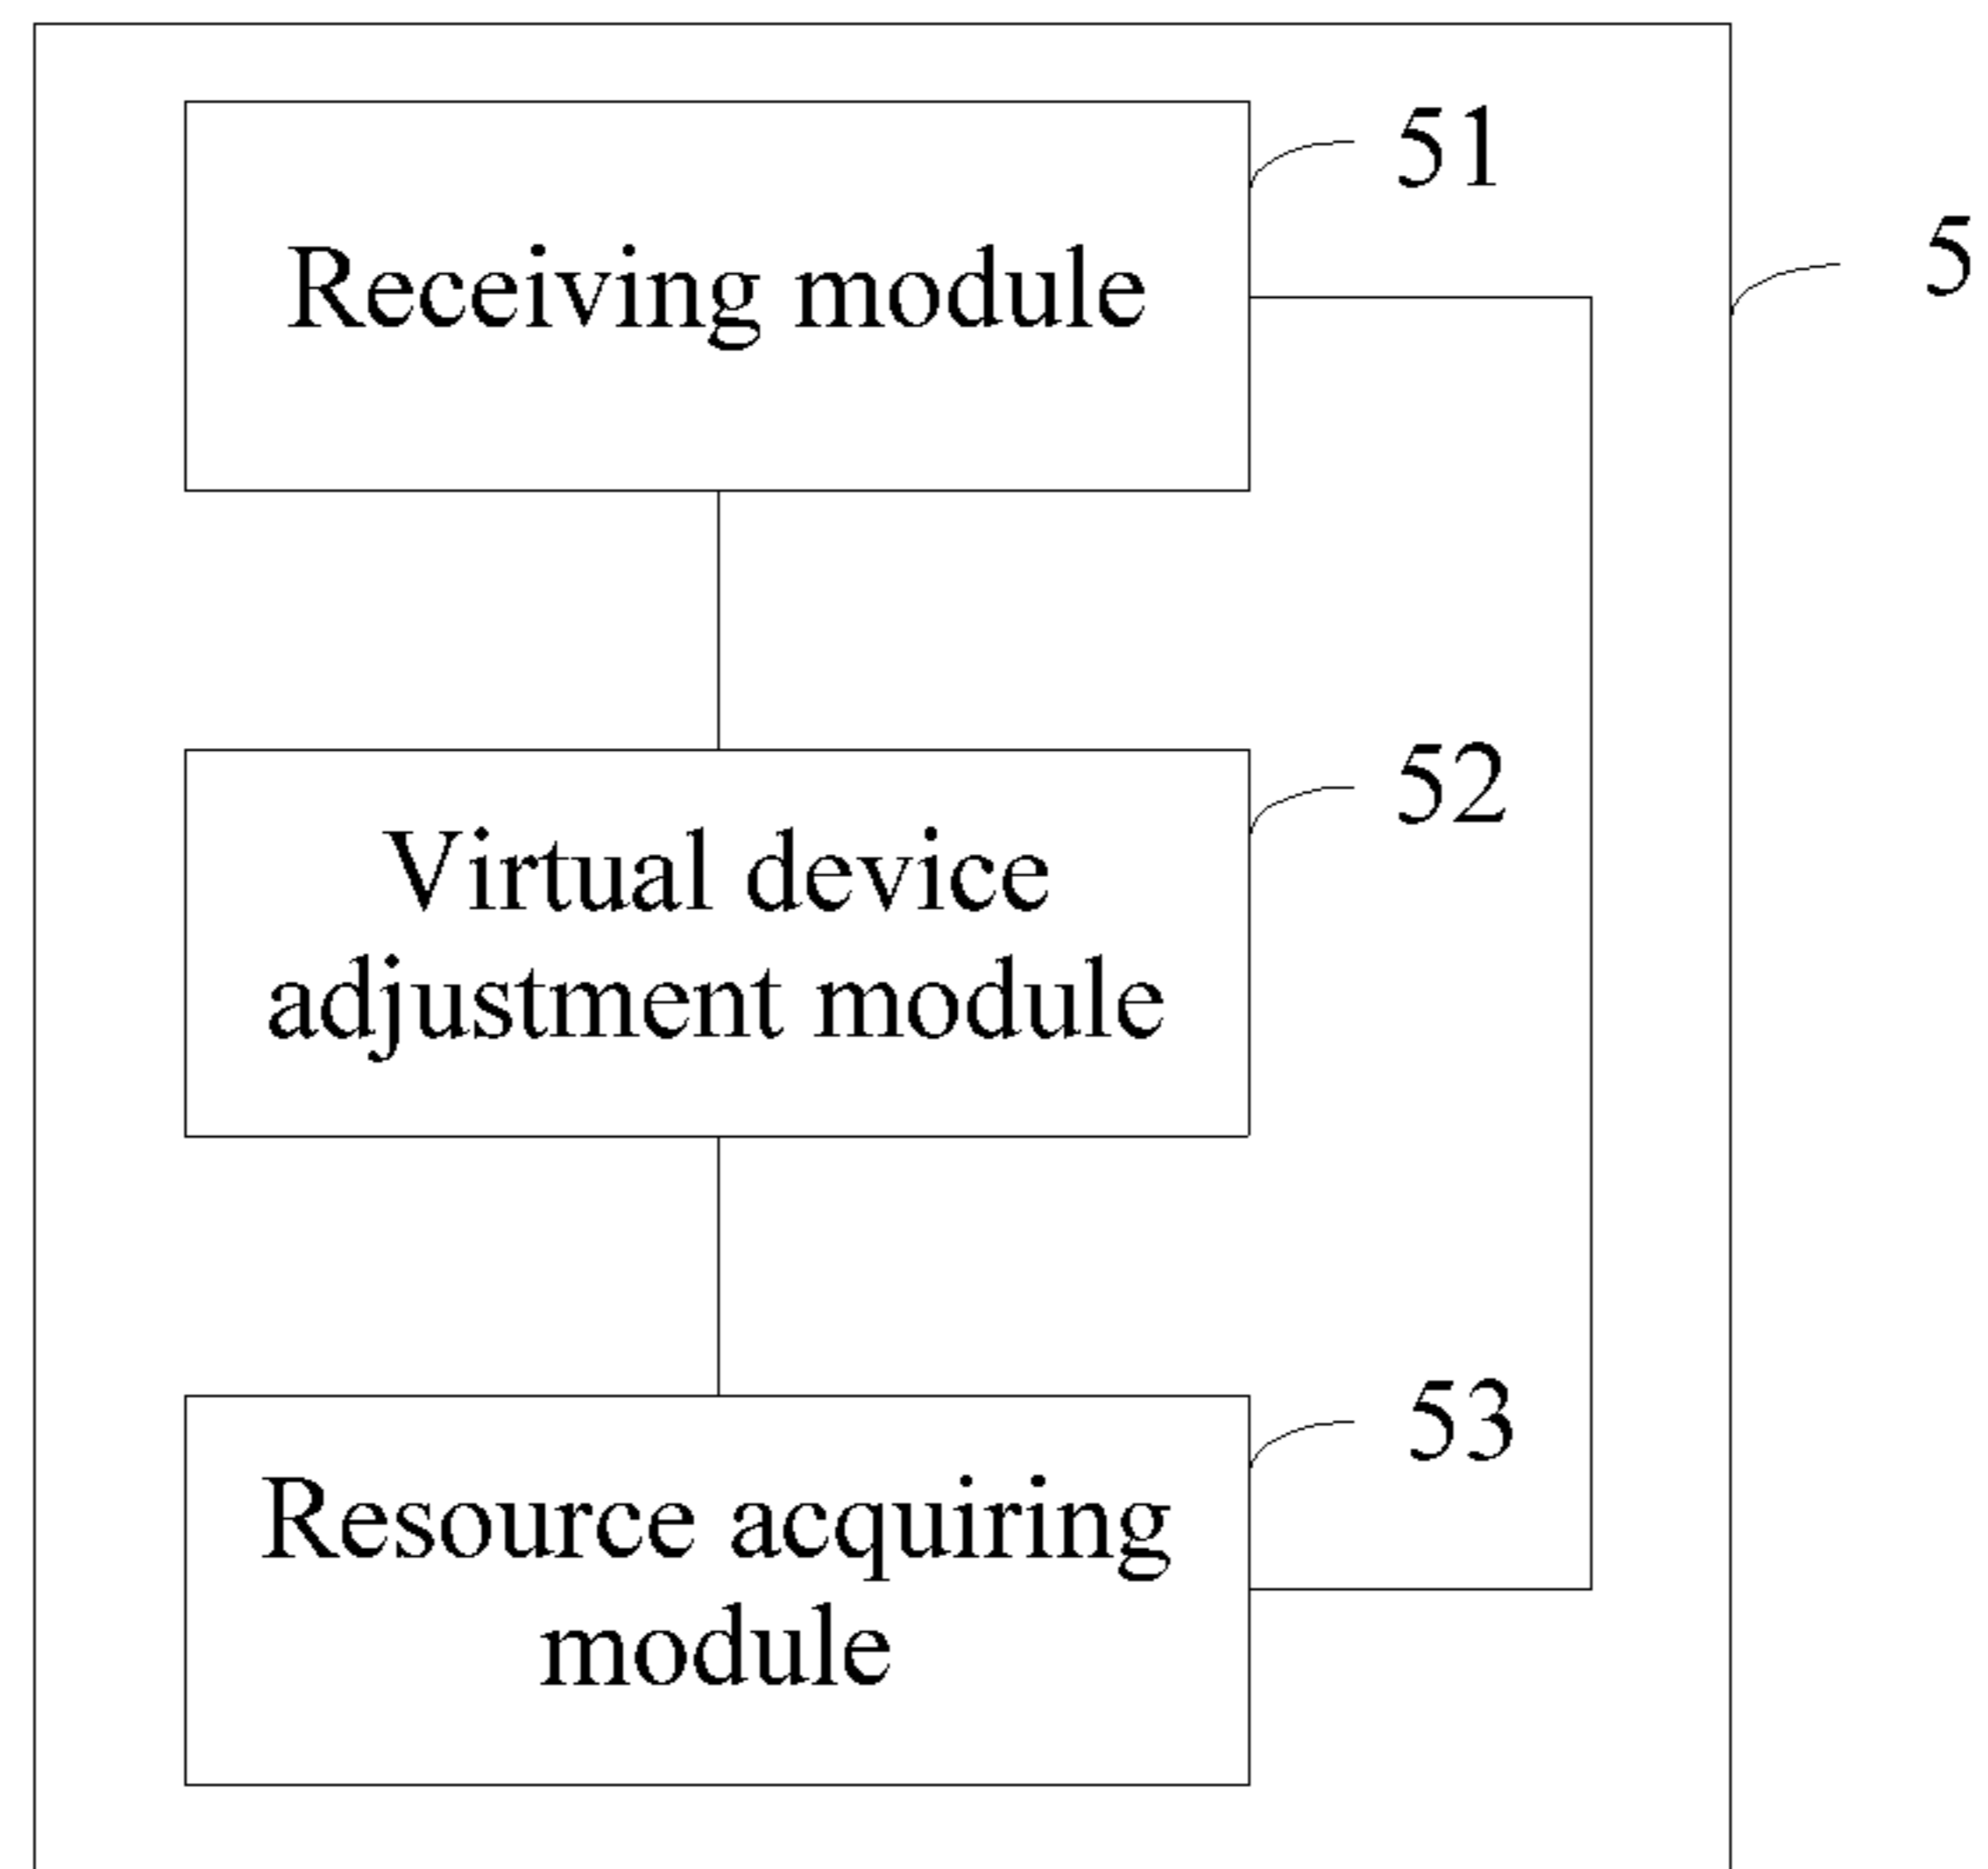 51
5
Receiving module
52
Virtual device
adjustment module
53
Resource acquiring
module